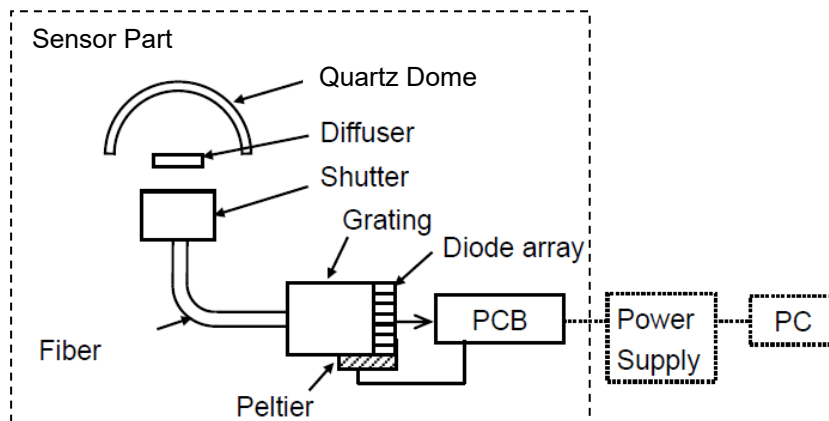 Sensor Part
Quartz Dome
Diffuser
Shutter
Grating
Diode array
PCB
Power
Supply
PC
Fiber
Peltier